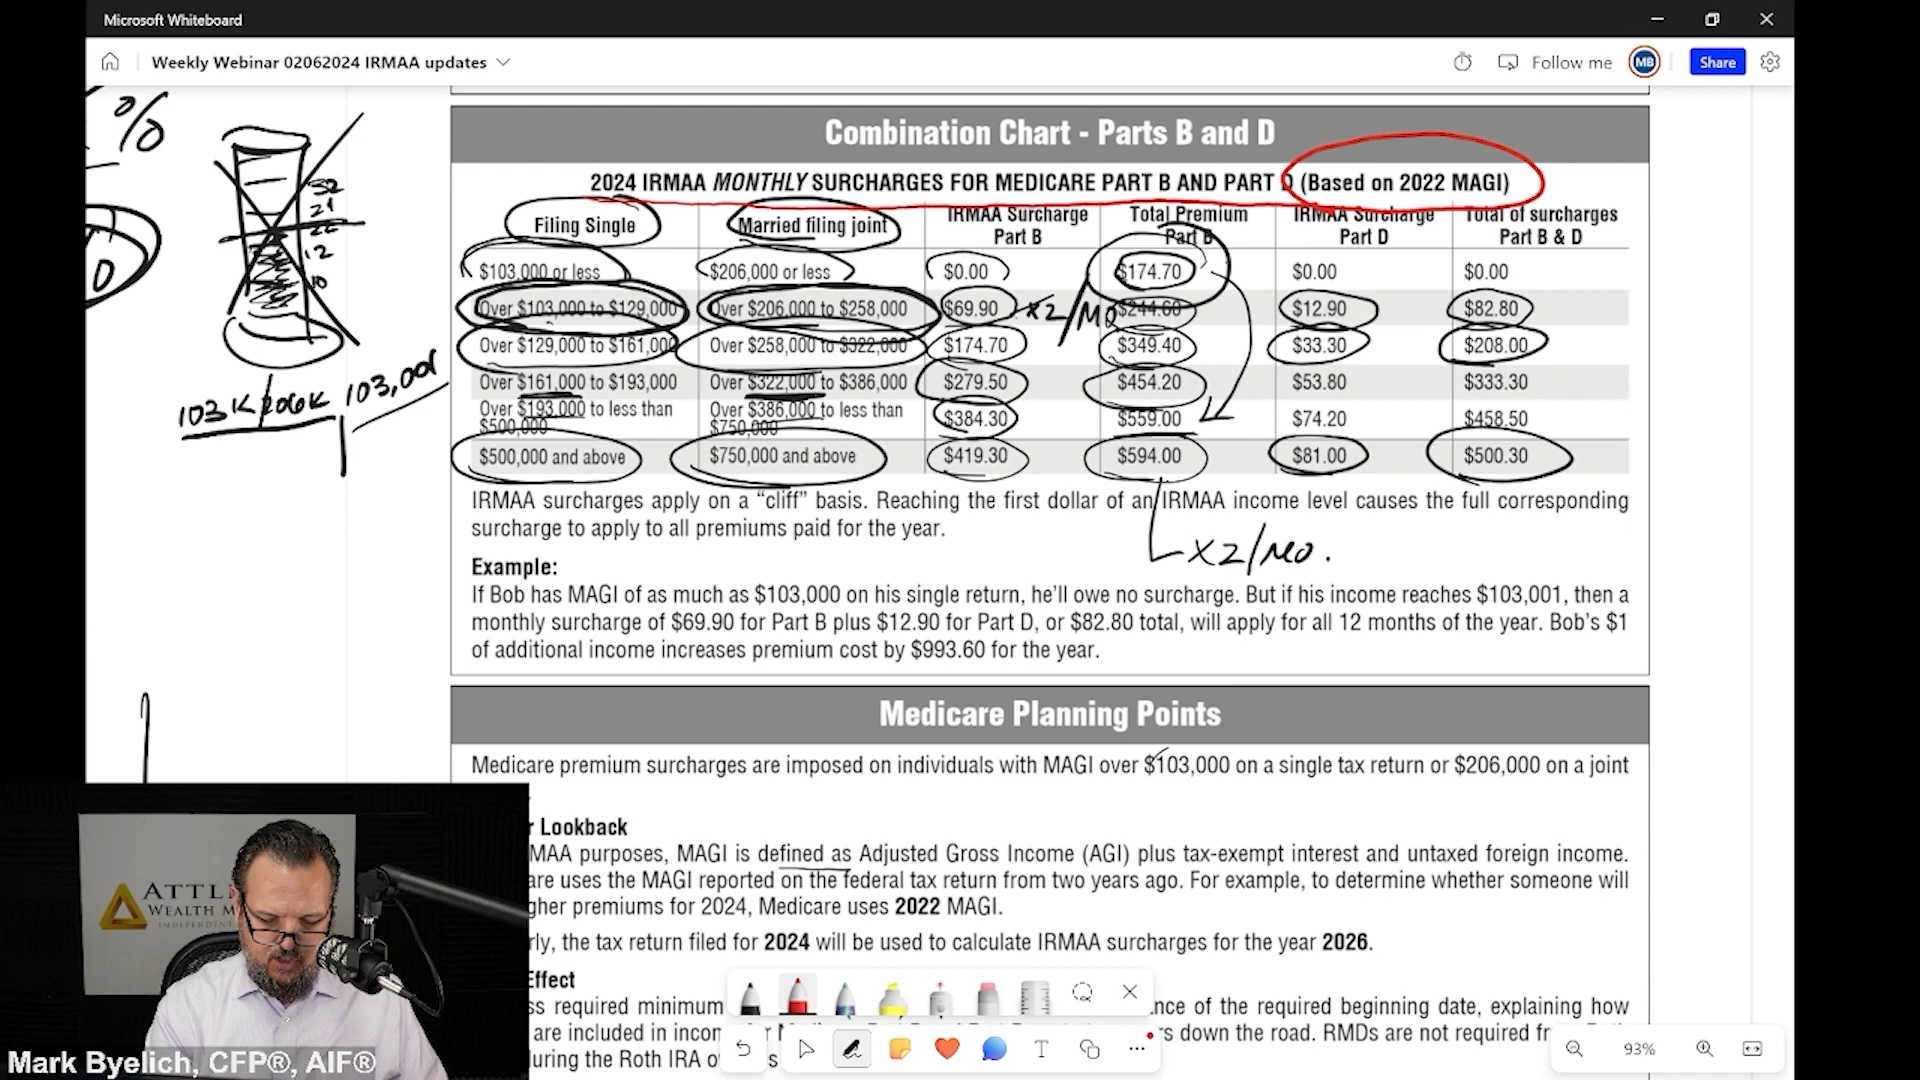 Microsoft Whiteboard
Weekly Webinar 02062024 IRMAA updates
Follow me
MB
Share
%
Combination Chart - Parts B and D
2024 IRMAA MONTHLY SURCHARGES FOR MEDICARE PART B AND PART D (Based on 2022 MAGI)
Filing Single Married filing joint IRMAA Surcharge Part B Total Premium Part B IRMAA Surcharge Part D Total of surcharges Part B & D
$103,000 or less $206,000 or less $0.00 $174.70 $0.00 $0.00
Over $103,000 to $129,000 Over $206,000 to $258,000 $69.90 x2/MO $244.60 $12.90 $82.80
Over $129,000 to $161,000 Over $258,000 to $322,000 $174.70 $349.40 $33.30 $208.00
Over $161,000 to $193,000 Over $322,000 to $386,000 $279.50 $454.20 $53.80 $333.30
Over $193,000 to less than $500,000 Over $386,000 to less than $750,000 $384.30 $559.00 $74.20 $458.50
$500,000 and above $750,000 and above $419.30 $594.00 $81.00 $500.30
32
24
22
12
10
D
103K/206K 103,001
IRMAA surcharges apply on a “cliff” basis. Reaching the first dollar of an IRMAA income level causes the full corresponding
surcharge to apply to all premiums paid for the year.
x2/MO.
Example:
If Bob has MAGI of as much as $103,000 on his single return, he’ll owe no surcharge. But if his income reaches $103,001, then a
monthly surcharge of $69.90 for Part B plus $12.90 for Part D, or $82.80 total, will apply for all 12 months of the year. Bob’s $1
of additional income increases premium cost by $993.60 for the year.
Medicare Planning Points
Medicare premium surcharges are imposed on individuals with MAGI over $103,000 on a single tax return or $206,000 on a joint
r Lookback
MAA purposes, MAGI is defined as Adjusted Gross Income (AGI) plus tax-exempt interest and untaxed foreign income.
are uses the MAGI reported on the federal tax return from two years ago. For example, to determine whether someone will
gher premiums for 2024, Medicare uses 2022 MAGI.
rly, the tax return filed for 2024 will be used to calculate IRMAA surcharges for the year 2026.
Effect
ss required minimum nce of the required beginning date, explaining how
are included in incom rs down the road. RMDs are not required fr
uring the Roth IRA o s
ATTL
WEALTH M
INDEPENDENT
Mark Byelich, CFP®, AIF®
93%